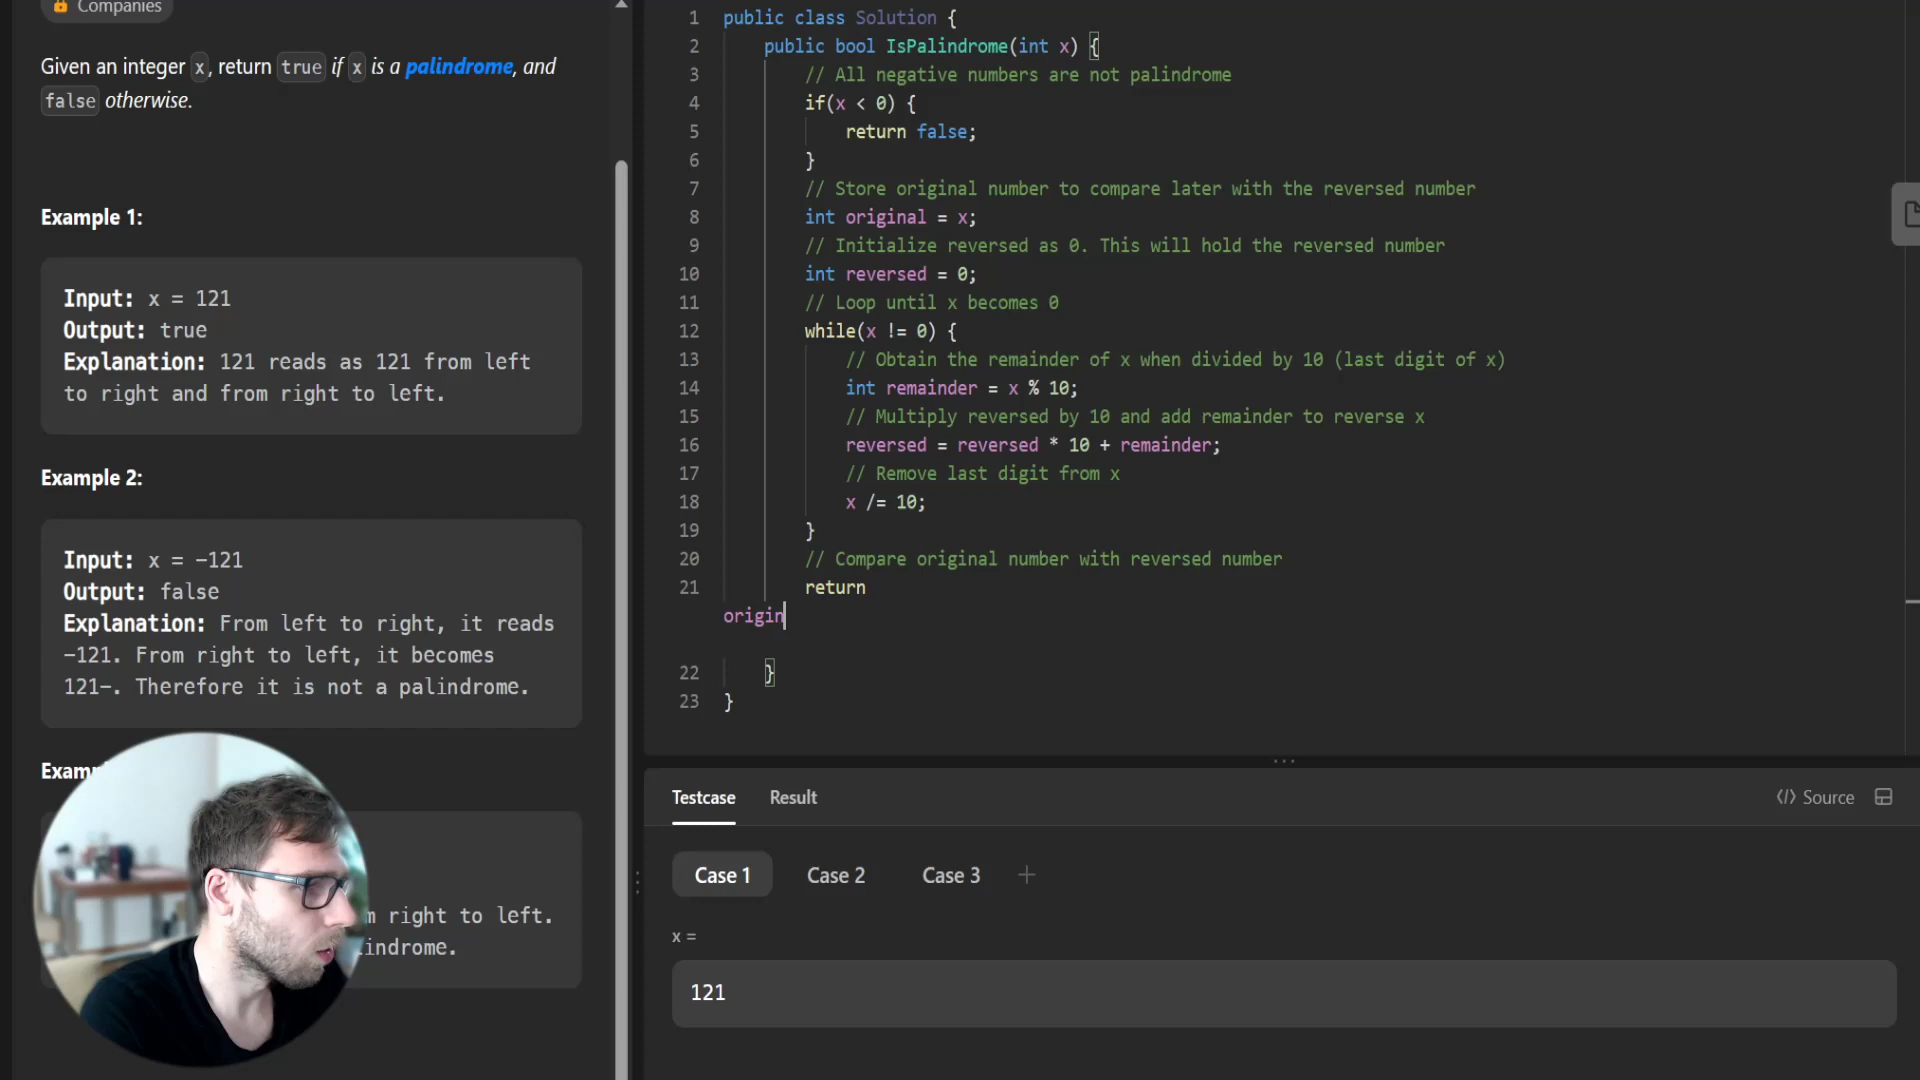 Companies
Given an integer x, return true if x is a palindrome, and
false otherwise.
Example 1:
Input: x = 121
Output: true
Explanation: 121 reads as 121 from left
to right and from right to left.
Example 2:
Input: x = -121
Output: false
Explanation: From left to right, it reads
-121. From right to left, it becomes
121-. Therefore it is not a palindrome.
right to left.
1 public class Solution {
2 public bool IsPalindrome(int x) {
3 // All negative numbers are not palindrome
4 if(x < 0) {
5 return false;
6 }
7 // Store original number to compare later with the reversed number
8 int original = x;
9 // Initialize reversed as 0. This will hold the reversed number
10 int reversed = 0;
11 // Loop until x becomes 0
12 while(x != 0) {
13 // Obtain the remainder of x when divided by 10 (last digit of x)
14 int remainder = x % 10;
15 // Multiply reversed by 10 and add remainder to reverse x
16 reversed = reversed * 10 + remainder;
17 // Remove last digit from x
18 x /= 10;
19 }
20 // Compare original number with reversed number
21 return
origin
22 }
23 }
Testcase Result
</> Source
Case 1 Case 2 Case 3 +
x =
121